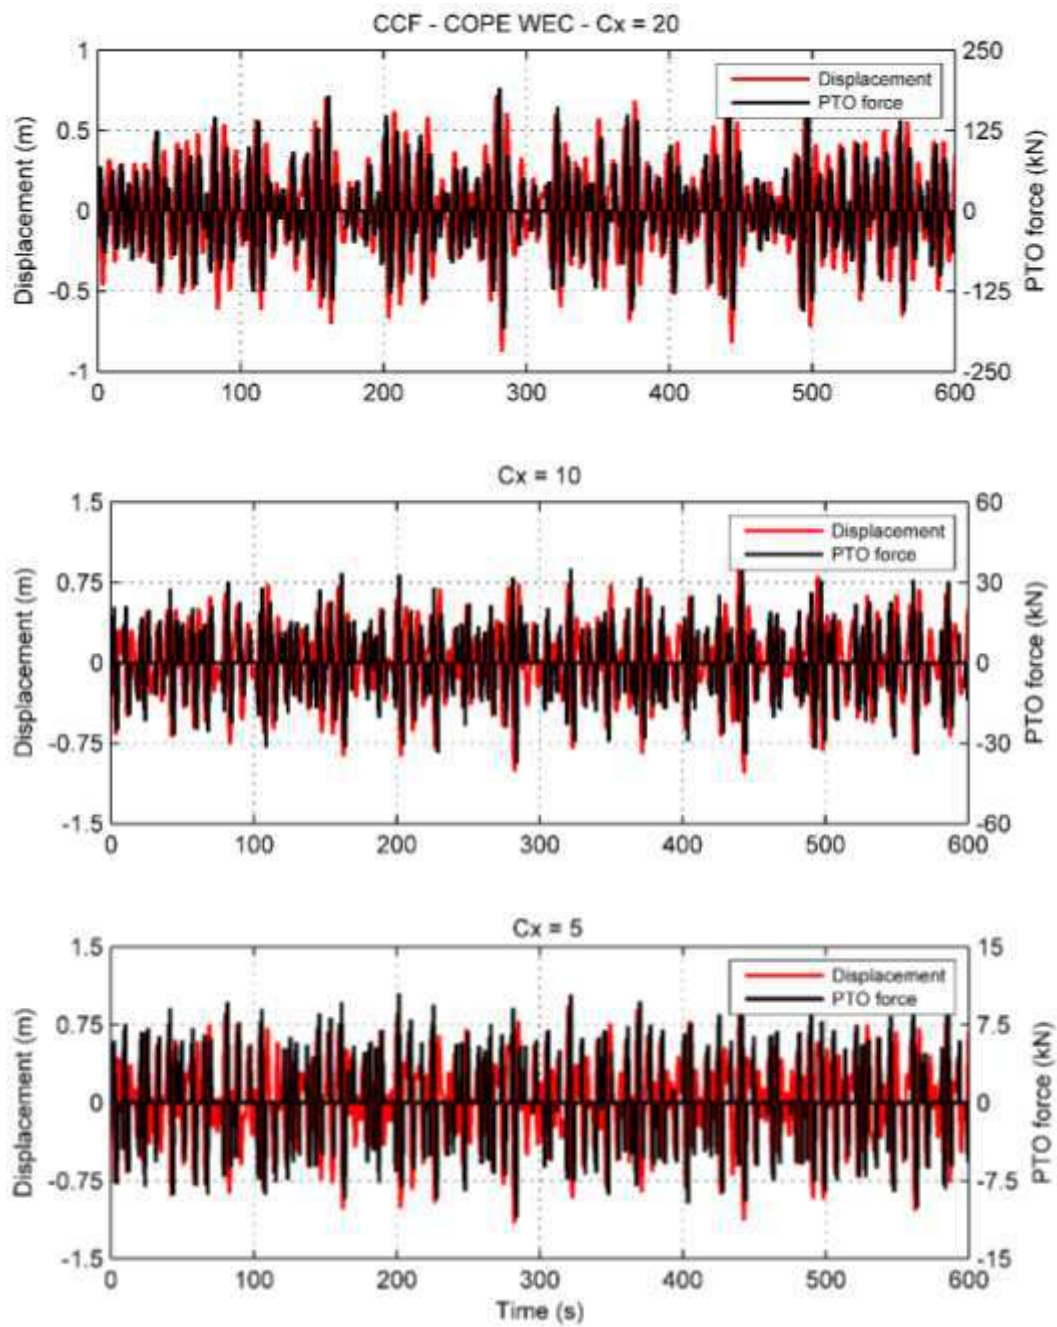 CCF - COPE WEC - Cx = 20
Displacement (m)
1
0.5
0
-0.5
-1
Displacement
PTO force
250
125
0
-125
-250
PTO force (kN)
0 100 200 300 400 500 600
Cx = 10
Displacement (m)
1.5
0.75
0
-0.75
-1.5
Displacement
PTO force
60
30
0
-30
-60
PTO force (kN)
0 100 200 300 400 500 600
Cx = 5
Displacement (m)
1.5
0.75
0
-0.75
-1.5
Displacement
PTO force
15
7.5
0
-7.5
-15
PTO force (kN)
0 100 200 300 400 500 600
Time (s)